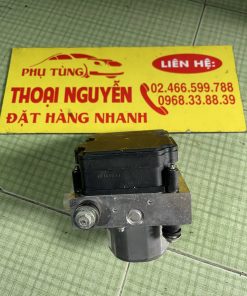 PHỤ TÙNG
LIÊN HỆ:
THOẠI NGUYỄN
02.466.599.788
0968.33.88.39
ĐẶT HÀNG NHANH